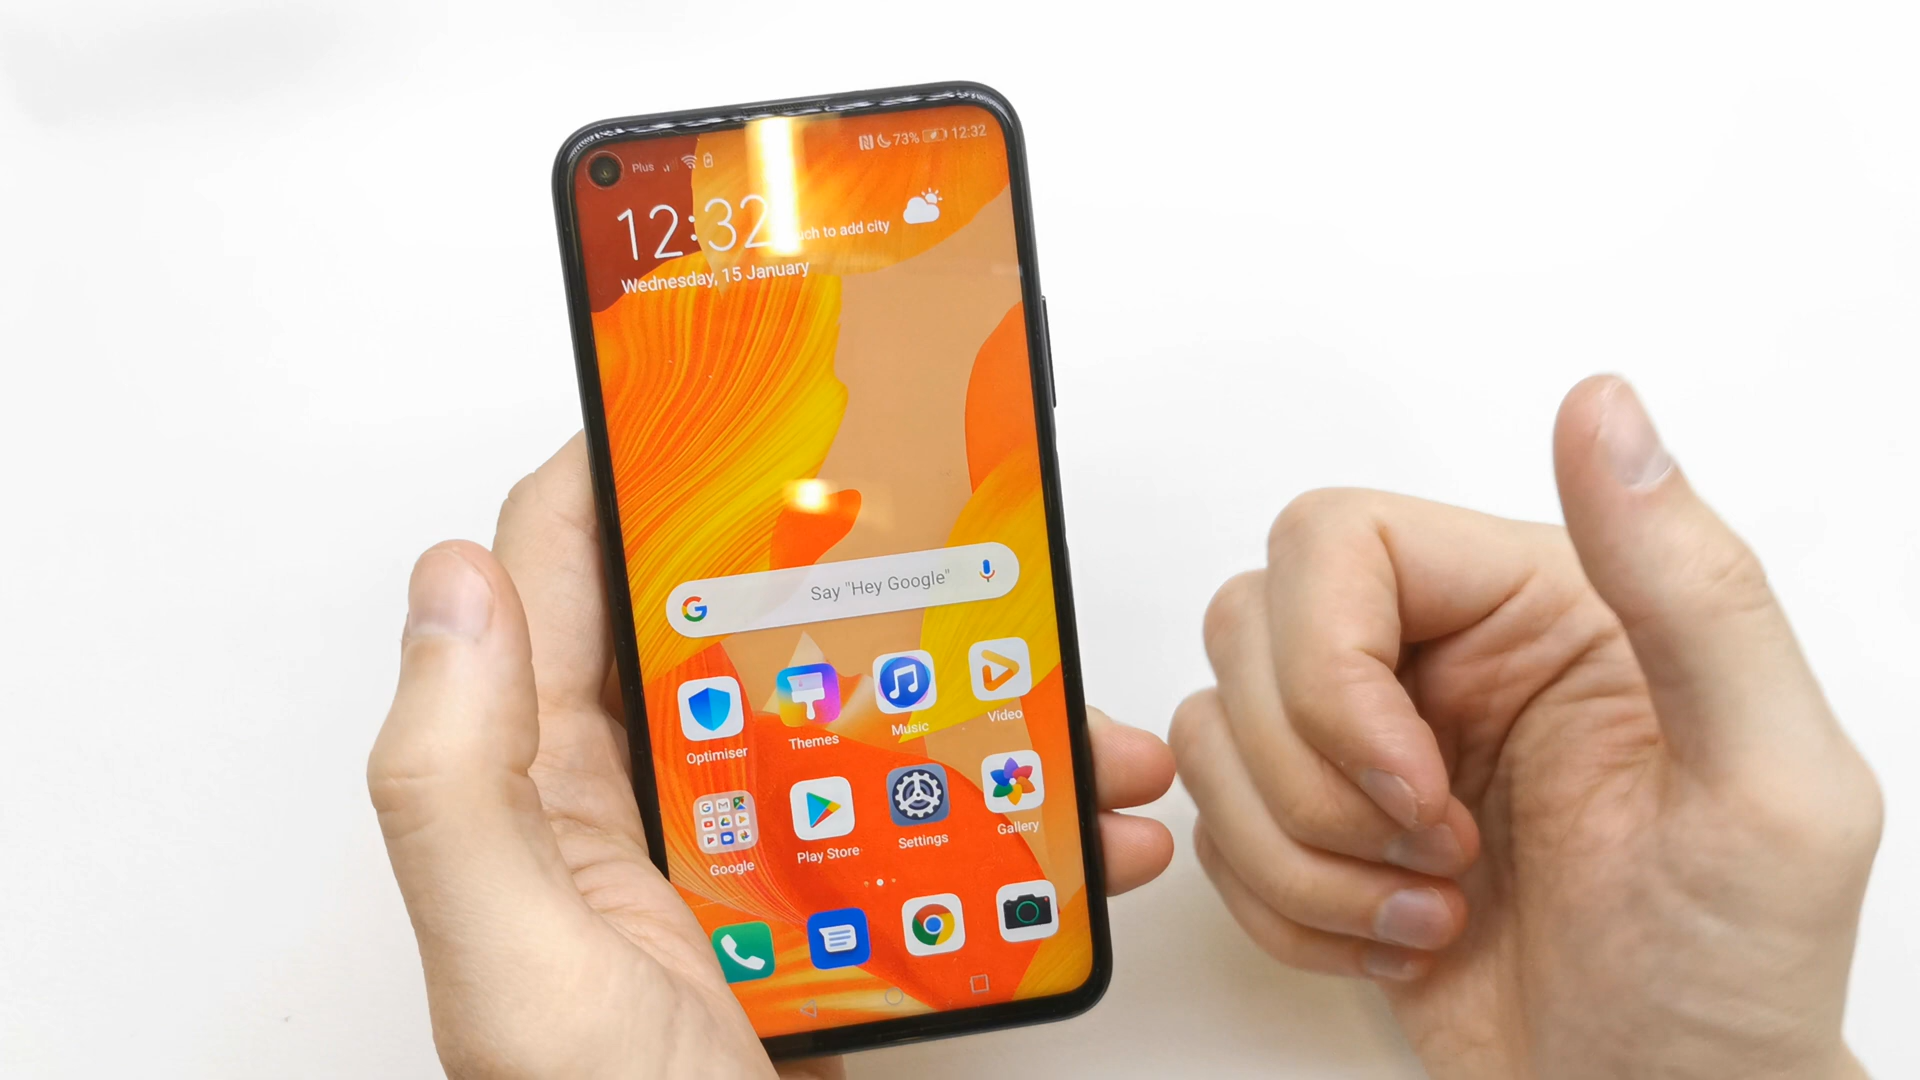 Plus
73% 12:32
12:32
to add city
Wednesday, 15 January
Say "Hey Google"
Optimiser
Themes
Music
Video
Google
Play Store
Settings
Gallery